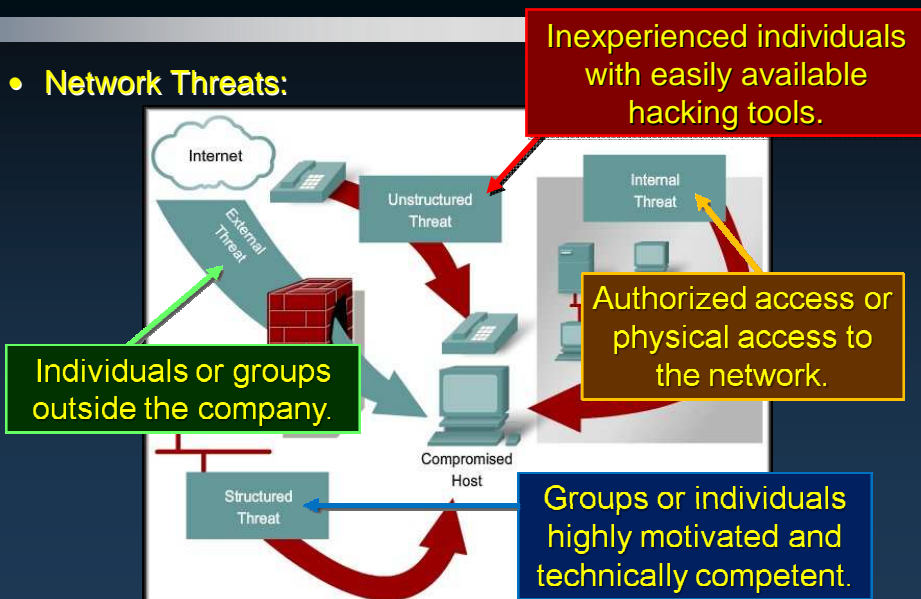 • Network Threats:
Inexperienced individuals
with easily available
hacking tools.
Internet
Unstructured
Threat
Internal
Threat
External
Threat
Authorized access or
physical access to
the network.
Individuals or groups
outside the company.
Compromised
Host
Structured
Threat
Groups or individuals
highly motivated and
technically competent.